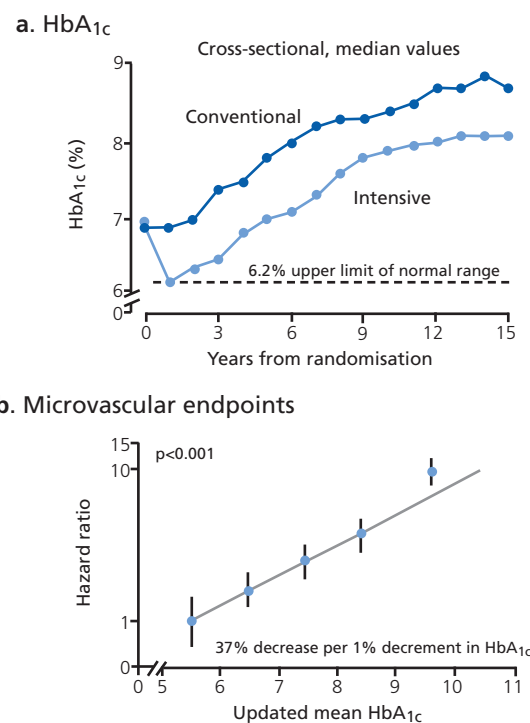 a. HbA1c
Cross-sectional, median values
9
Conventional
8
HbA1c (%)
7
Intensive
6.2% upper limit of normal range
6
0
0 3 6 9 12 15
Years from randomisation
b. Microvascular endpoints
15
p<0.001
10
Hazard ratio
1
37% decrease per 1% decrement in HbA1c
0
0 5 6 7 8 9 10 11
Updated mean HbA1c